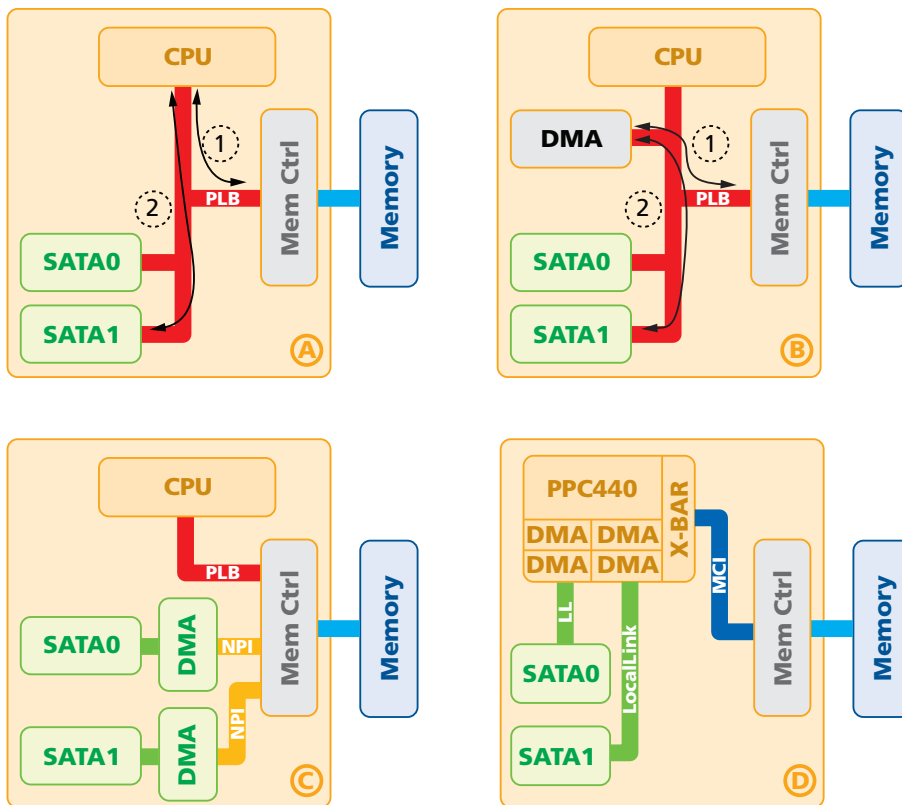 CPU
1
2
PLB
Mem Ctrl
Memory
SATA0
SATA1
A
CPU
DMA
1
2
PLB
Mem Ctrl
Memory
SATA0
SATA1
B
CPU
PLB
Mem Ctrl
Memory
SATA0
DMA
NPI
SATA1
DMA
NPI
C
PPC440
X-BAR
DMA
DMA
DMA
DMA
MCI
LL
LocalLink
Mem Ctrl
Memory
SATA0
SATA1
D